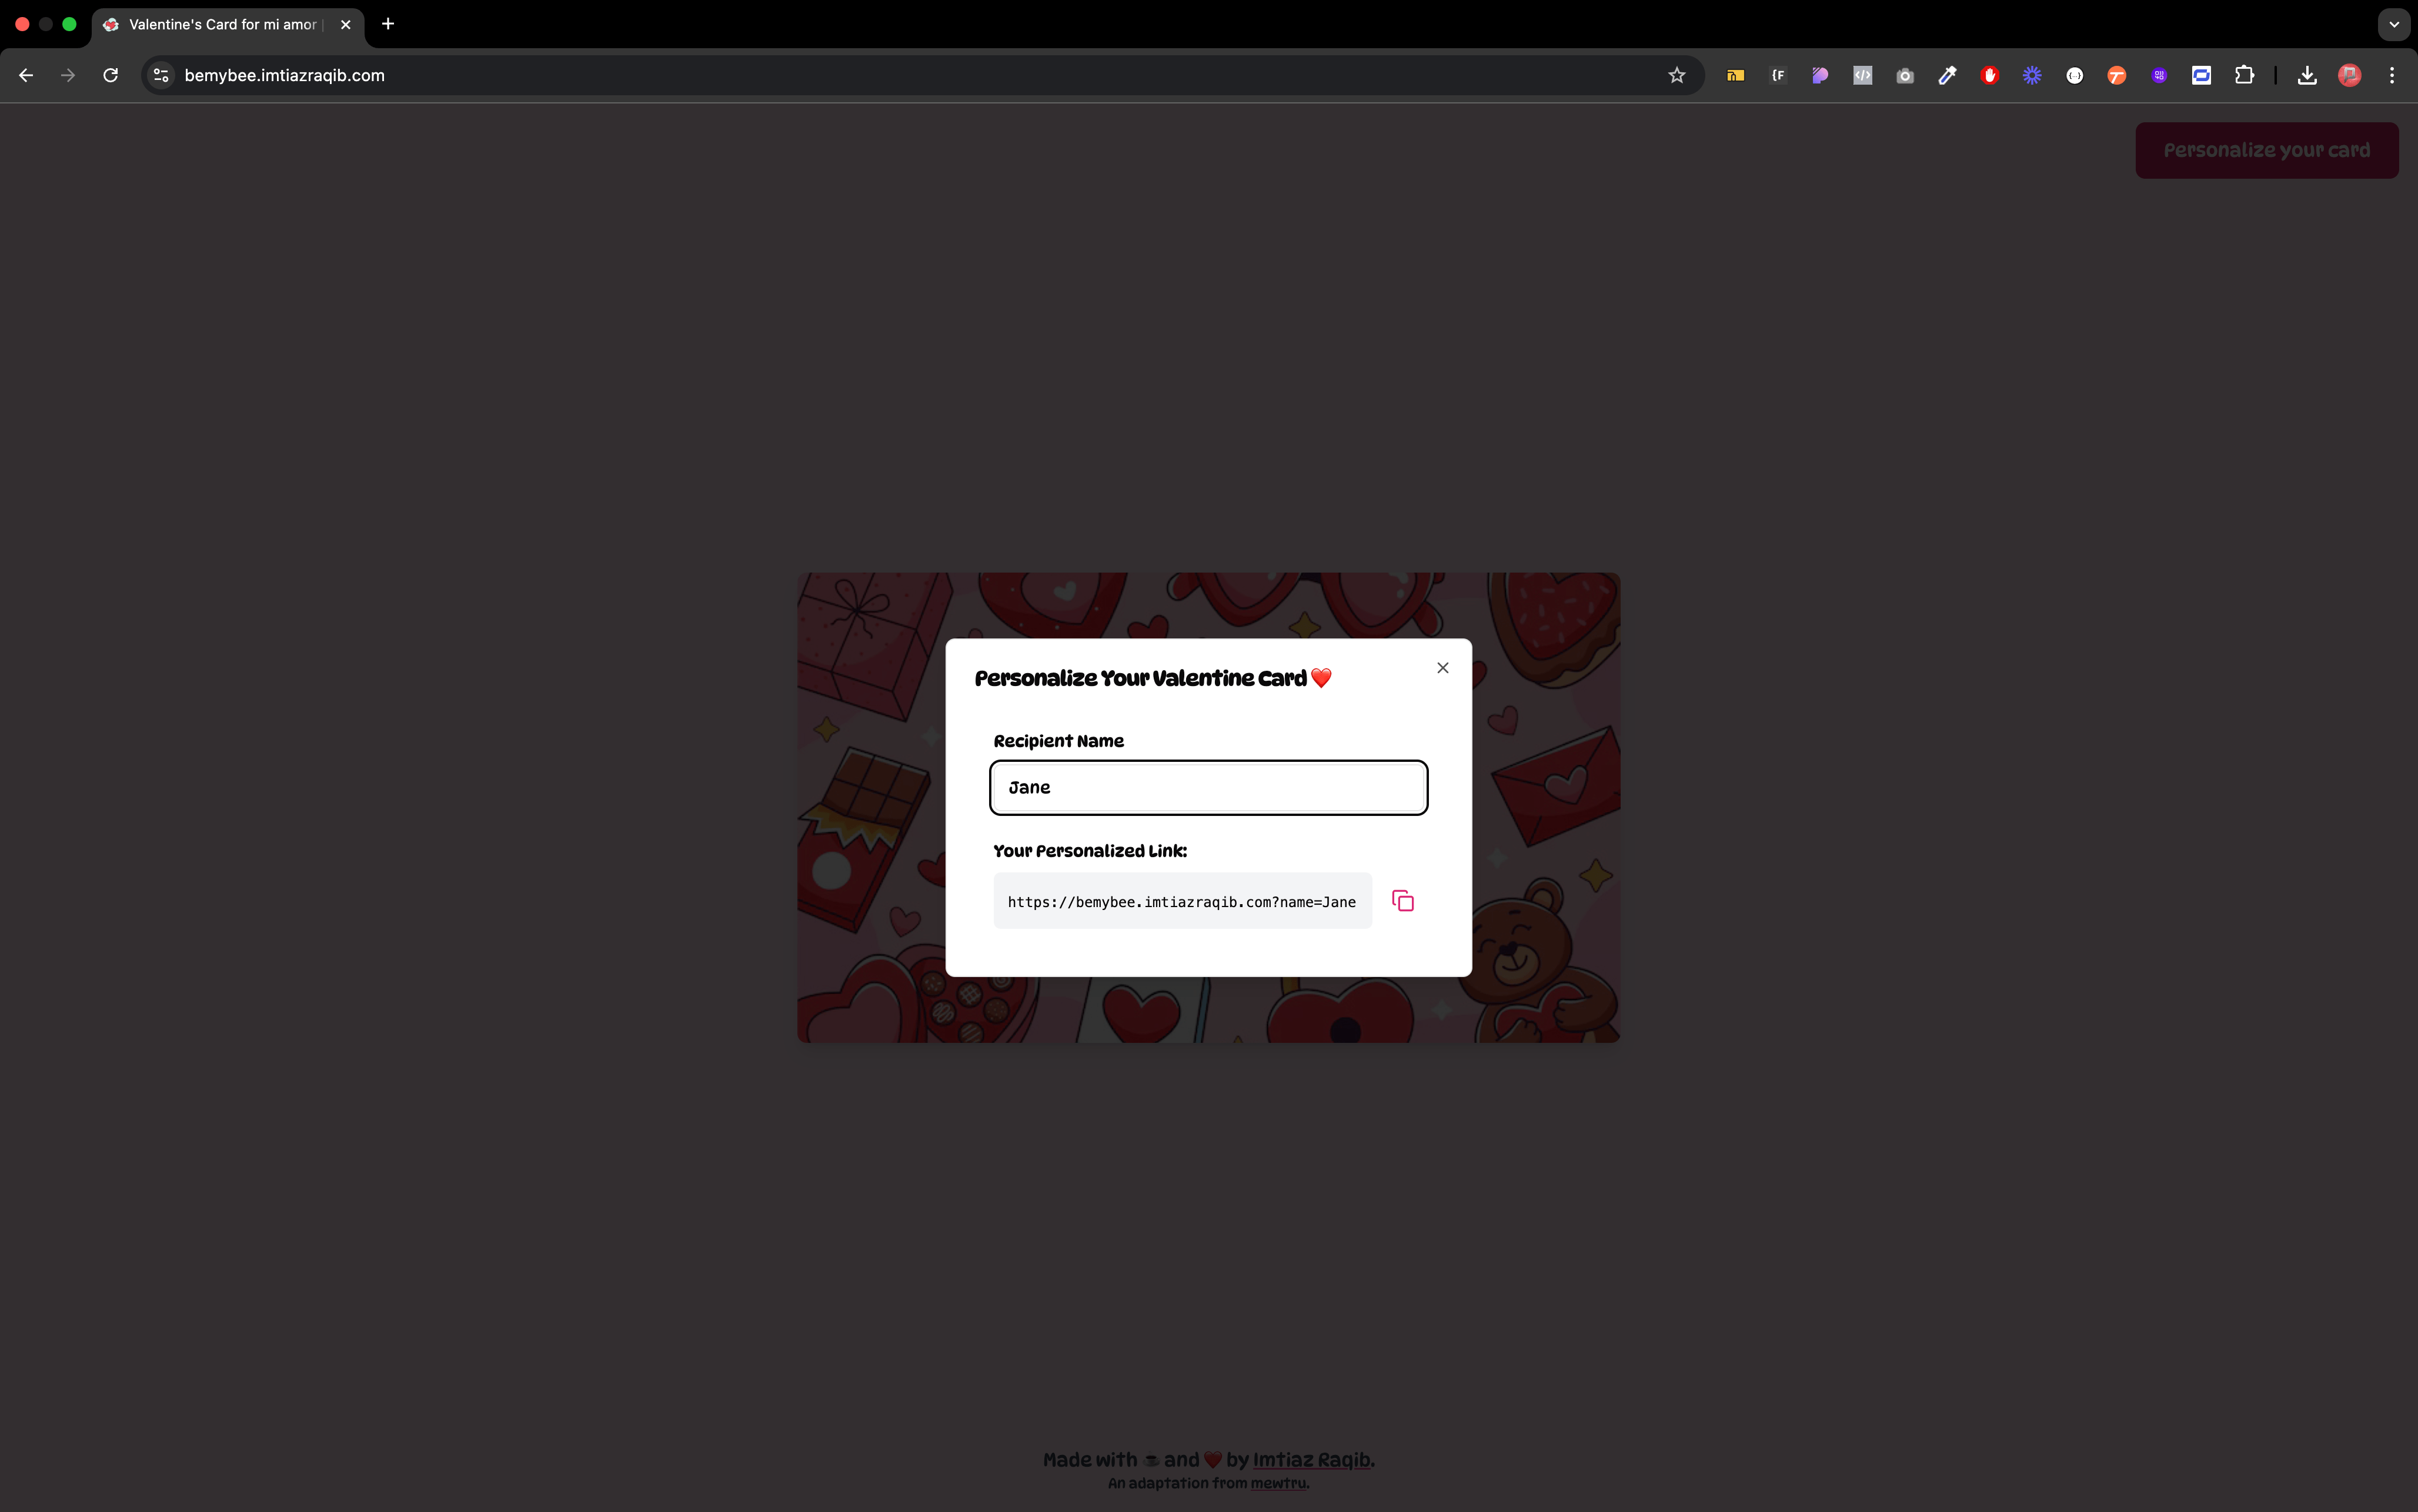 Valentine's Card for mi amor
bemybee.imtiazraqib.com
Personalize your card
Personalize Your Valentine Card ❤️
Recipient Name
Jane
Your Personalized Link:
https://bemybee.imtiazraqib.com?name=Jane
Made with ☕ and ❤️ by Imtiaz Raqib.
An adaptation from mewtru.